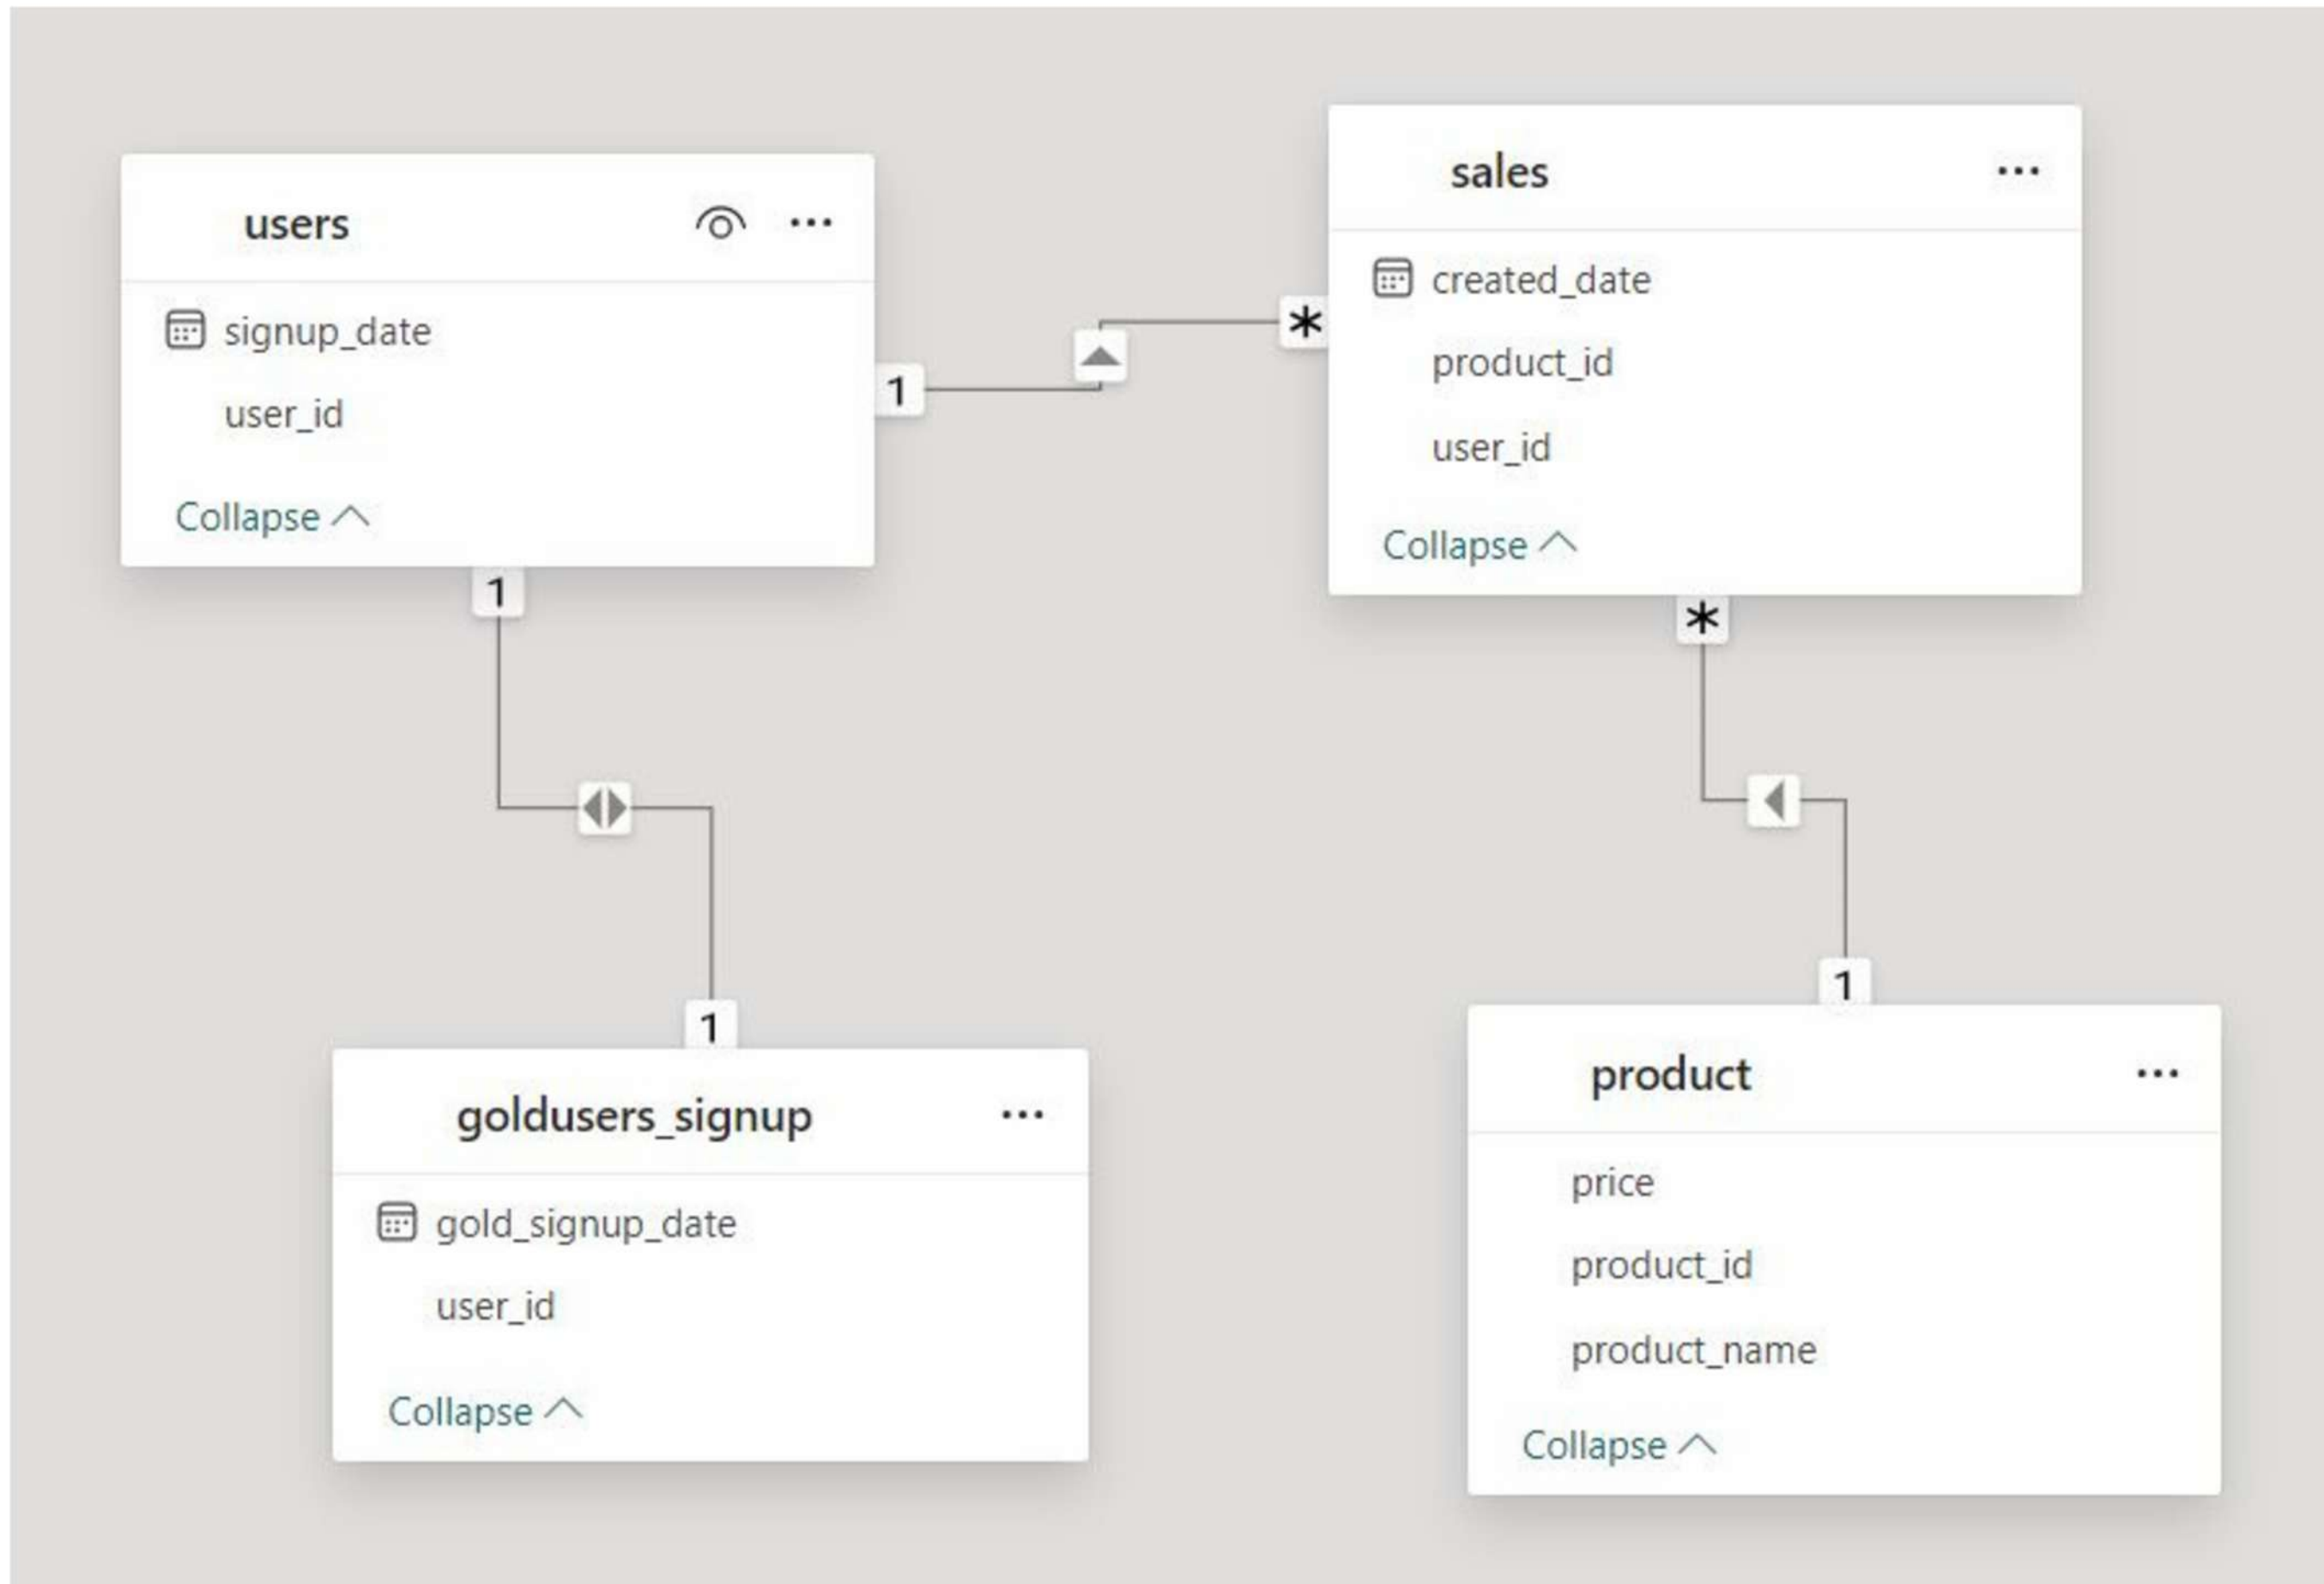 users
signup_date
user_id
Collapse
1
1
sales
created_date
product_id
user_id
Collapse
*
*
1
goldusers_signup
gold_signup_date
user_id
Collapse
1
product
price
product_id
product_name
Collapse